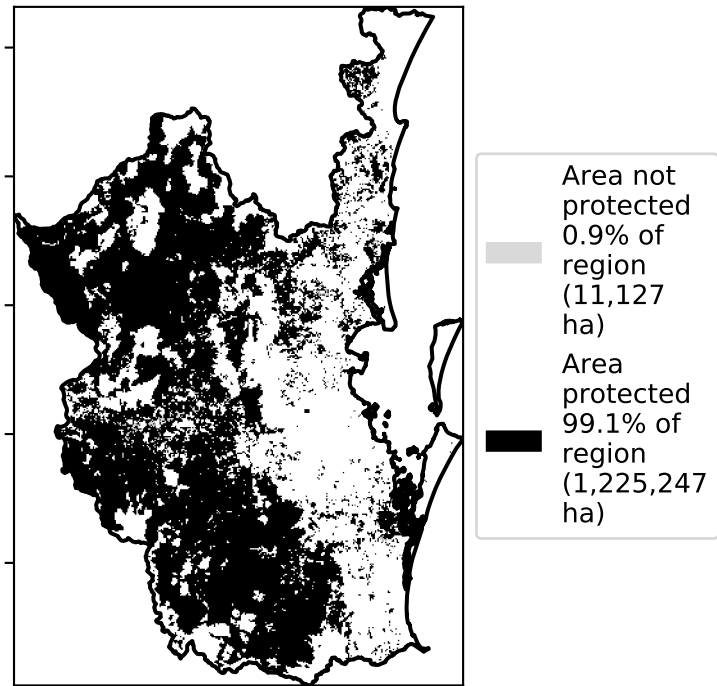 Area not
protected
0.9% of
region
(11,127
ha)
Area
protected
99.1% of
region
(1,225,247
ha)